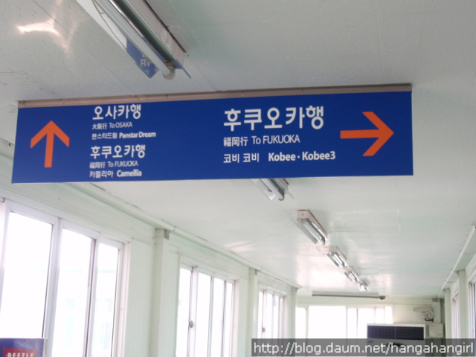 오사카행
大阪行 To OSAKA
팬스타드림 Panstar Dream
후쿠오카행
福岡行 To FUKUOKA
카멜리아 Camellia
후쿠오카행
福岡行 To FUKUOKA
코비 코비 Kobee · Kobee3
BEETLE
http://blog.daum.net/hangahangirl